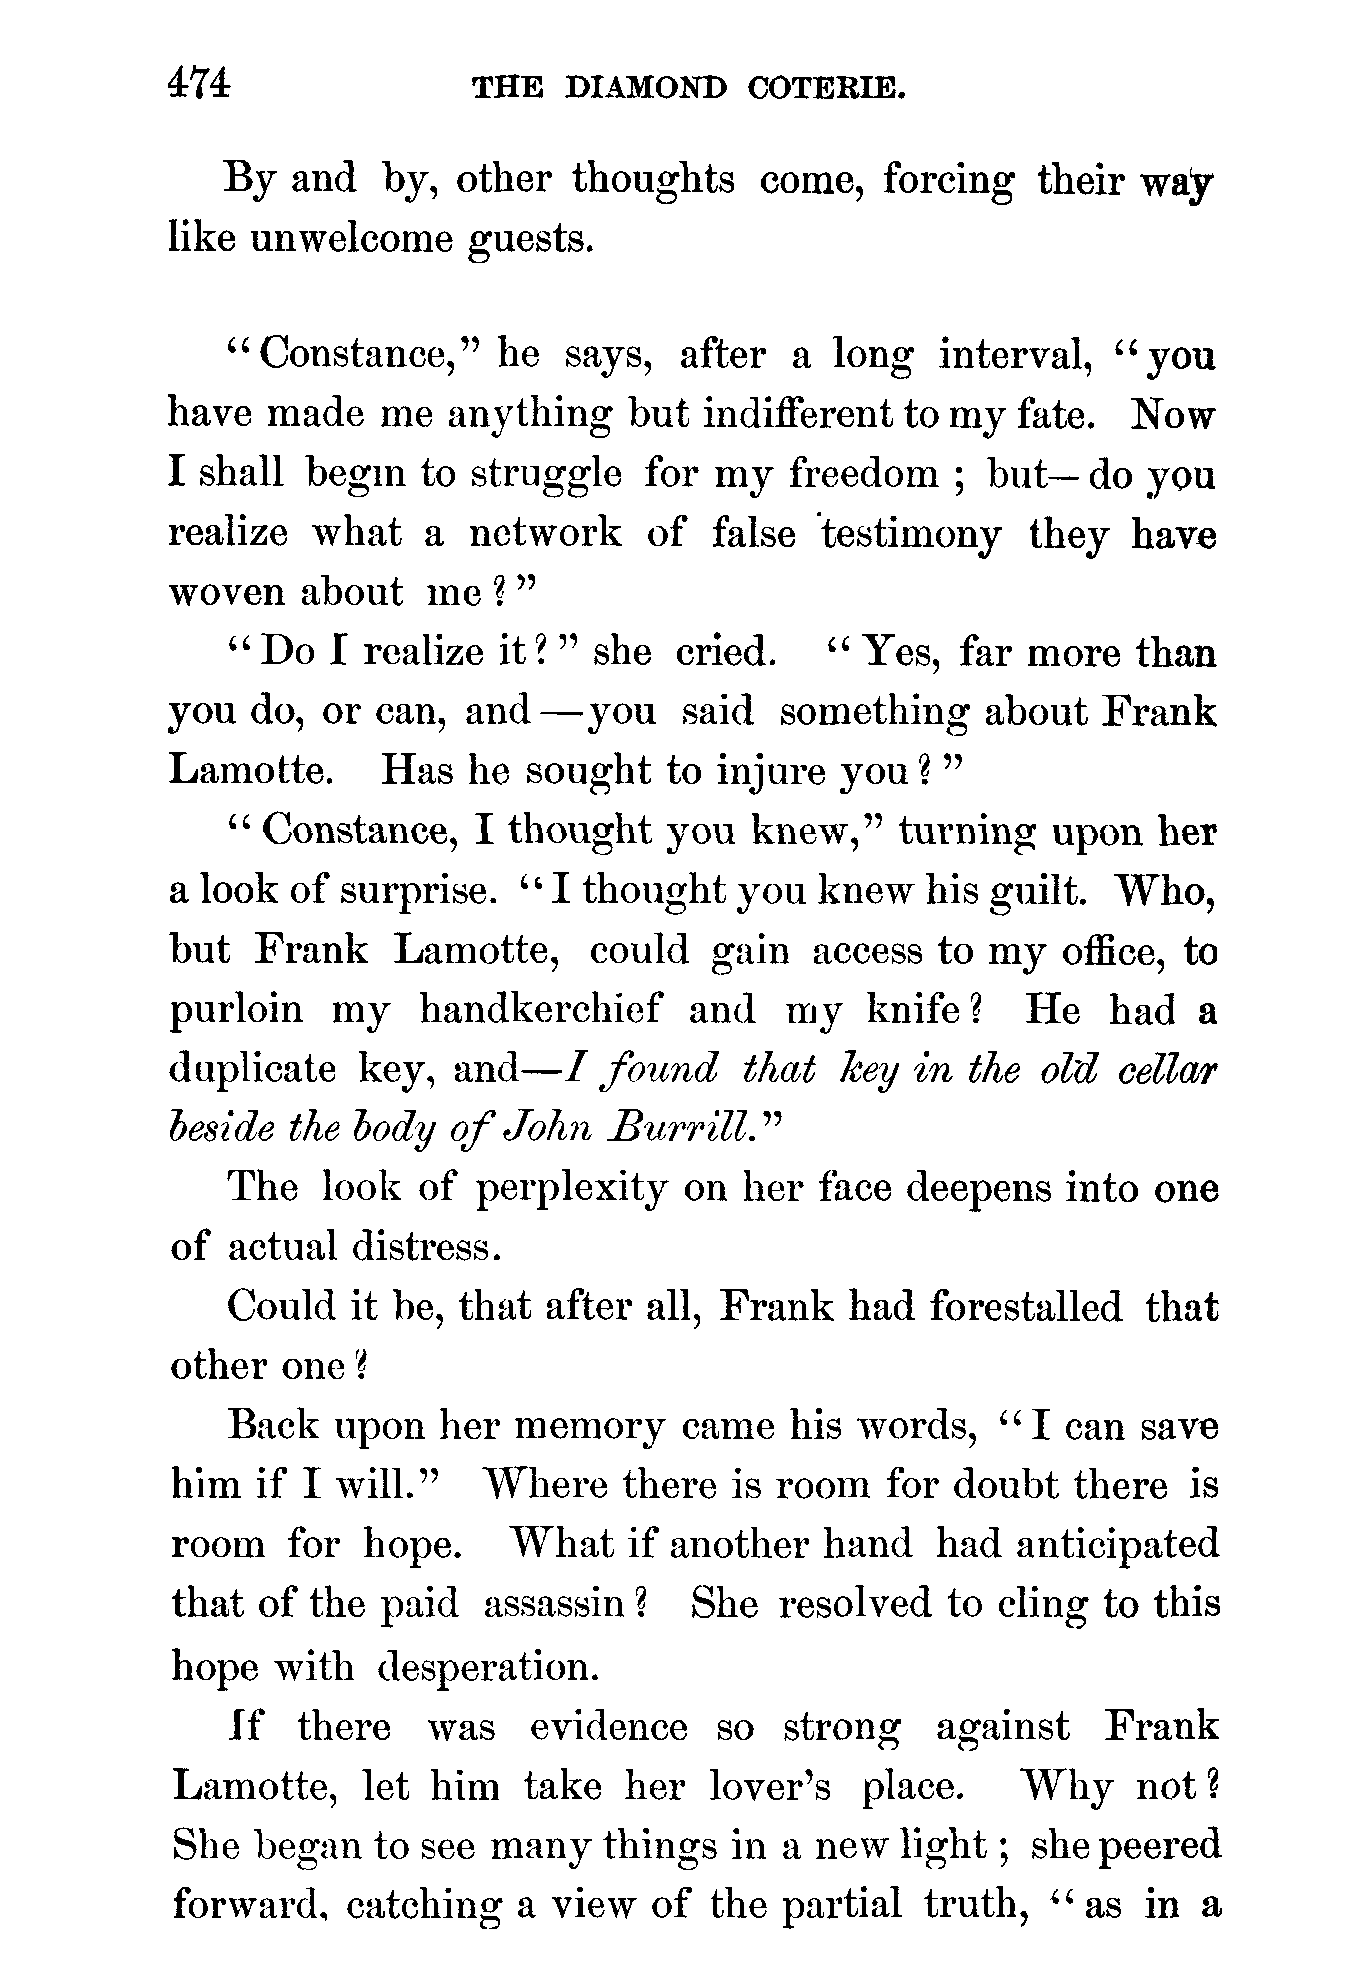 474 THE DIAMOND COTERIE.
By and by, other thoughts come, forcing their way
like unwelcome guests.
“Constance,” he says, after a long interval, “you
have made me anything but indifferent to my fate. Now
I shall begin to struggle for my freedom ; but—do you
realize what a network of false testimony they have
woven about me ?”
“Do I realize it?” she cried. “Yes, far more than
you do, or can, and—you said something about Frank
Lamotte. Has he sought to injure you ?”
“Constance, I thought you knew,” turning upon her
a look of surprise. “I thought you knew his guilt. Who,
but Frank Lamotte, could gain access to my office, to
purloin my handkerchief and my knife? He had a
duplicate key, and—I found that key in the old cellar
beside the body of John Burrill.”
The look of perplexity on her face deepens into one
of actual distress.
Could it be, that after all, Frank had forestalled that
other one ?
Back upon her memory came his words, “I can save
him if I will.” Where there is room for doubt there is
room for hope. What if another hand had anticipated
that of the paid assassin ? She resolved to cling to this
hope with desperation.
If there was evidence so strong against Frank
Lamotte, let him take her lover’s place. Why not ?
She began to see many things in a new light ; she peered
forward, catching a view of the partial truth, “as in a